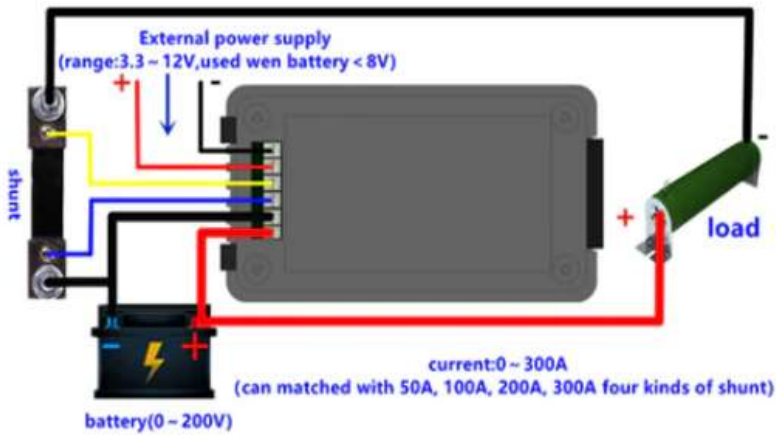 External power supply
(range:3.3~12V,used wen battery<8V)
+
-
shunt
-
+
load
-
+
current:0~300A
(can matched with 50A, 100A, 200A, 300A four kinds of shunt)
battery(0~200V)